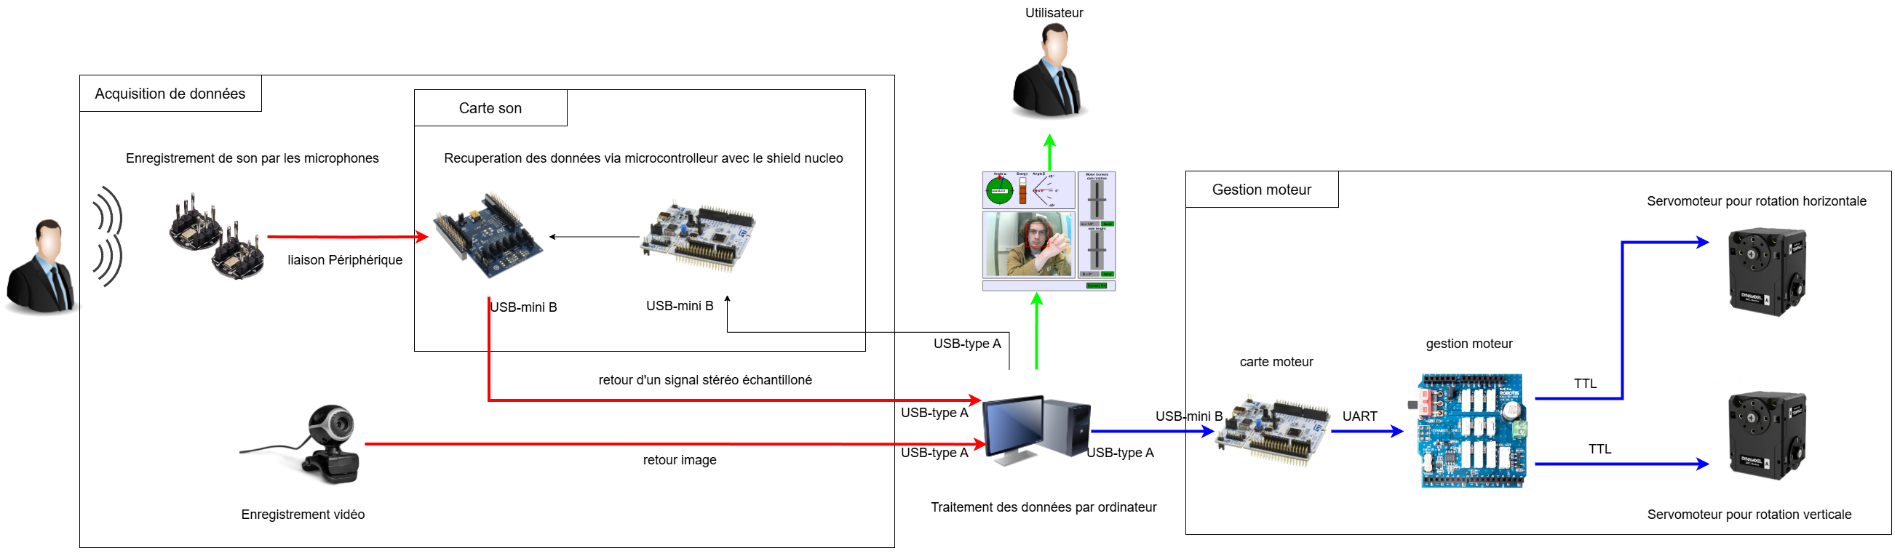 Utilisateur
Acquisition de données
Carte son
Enregistrement de son par les microphones
Recuperation des données via microcontrolleur avec le shield nucleo
liaison Périphérique
USB-mini B
USB-mini B
USB-type A
retour d'un signal stéréo échantilloné
USB-type A
retour image
USB-type A
Enregistrement vidéo
Traitement des données par ordinateur
USB-type A
USB-mini B
Gestion moteur
carte moteur
UART
gestion moteur
TTL
TTL
Servomoteur pour rotation horizontale
Servomoteur pour rotation verticale